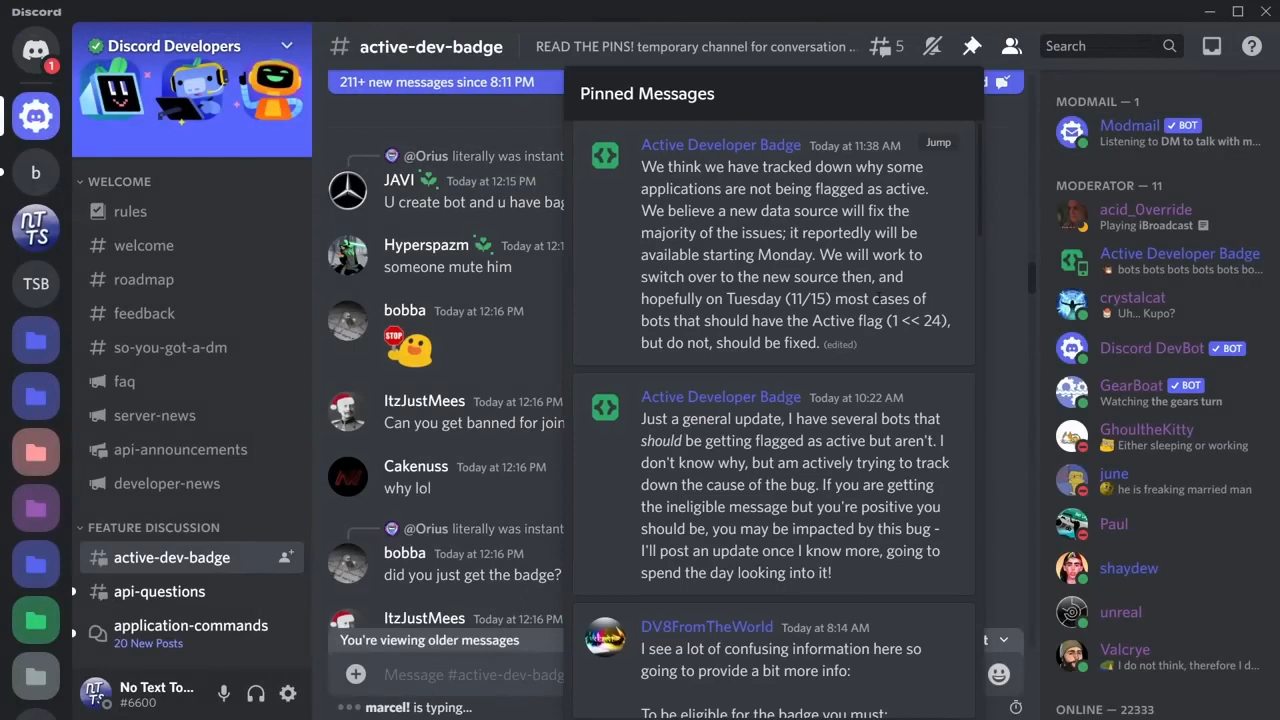 Discord
1
b
NTTS
TSB
Discord Developers
WELCOME
rules
welcome
roadmap
feedback
so-you-got-a-dm
faq
server-news
api-announcements
developer-news
FEATURE DISCUSSION
active-dev-badge
api-questions
application-commands
20 New Posts
No Text To...
#6600
# active-dev-badge
READ THE PINS! temporary channel for conversation ...
5
Search
211+ new messages since 8:11 PM
@Orius literally was instant
JAVI Today at 12:15 PM
U create bot and u have bag
Hyperspazm Today at 12:1
someone mute him
bobba Today at 12:16 PM
STOP
ItzJustMees Today at 12:16 PM
Can you get banned for join
Cakenuss Today at 12:16 PM
why lol
@Orius literally was instant
bobba Today at 12:16 PM
did you just get the badge?
ItzJustMees Today at 12:16 PM
You're viewing older messages
Message #active-dev-badg
marcel! is typing...
Pinned Messages
Active Developer Badge Today at 11:38 AM
Jump
We think we have tracked down why some
applications are not being flagged as active.
We believe a new data source will fix the
majority of the issues; it reportedly will be
available starting Monday. We will work to
switch over to the new source then, and
hopefully on Tuesday (11/15) most cases of
bots that should have the Active flag (1 << 24),
but do not, should be fixed. (edited)
Active Developer Badge Today at 10:22 AM
Just a general update, I have several bots that
should be getting flagged as active but aren't. I
don't know why, but am actively trying to track
down the cause of the bug. If you are getting
the ineligible message but you're positive you
should be, you may be impacted by this bug -
I'll post an update once I know more, going to
spend the day looking into it!
DV8FromTheWorld Today at 8:14 AM
I see a lot of confusing information here so
going to provide a bit more info:
To be eligible for the badge you must:
MODMAIL — 1
Modmail BOT
Listening to DM to talk with m...
MODERATOR — 11
acid_0verride
Playing iBroadcast
Active Developer Badge
bots bots bots bots bots bo...
crystalcat
Uh... Kupo?
Discord DevBot BOT
GearBoat BOT
Watching the gears turn
GhoultheKitty
Either sleeping or working
june
he is freaking married man
Paul
shaydew
unreal
Valcrye
I do not think, therefore I d...
ONLINE — 22333